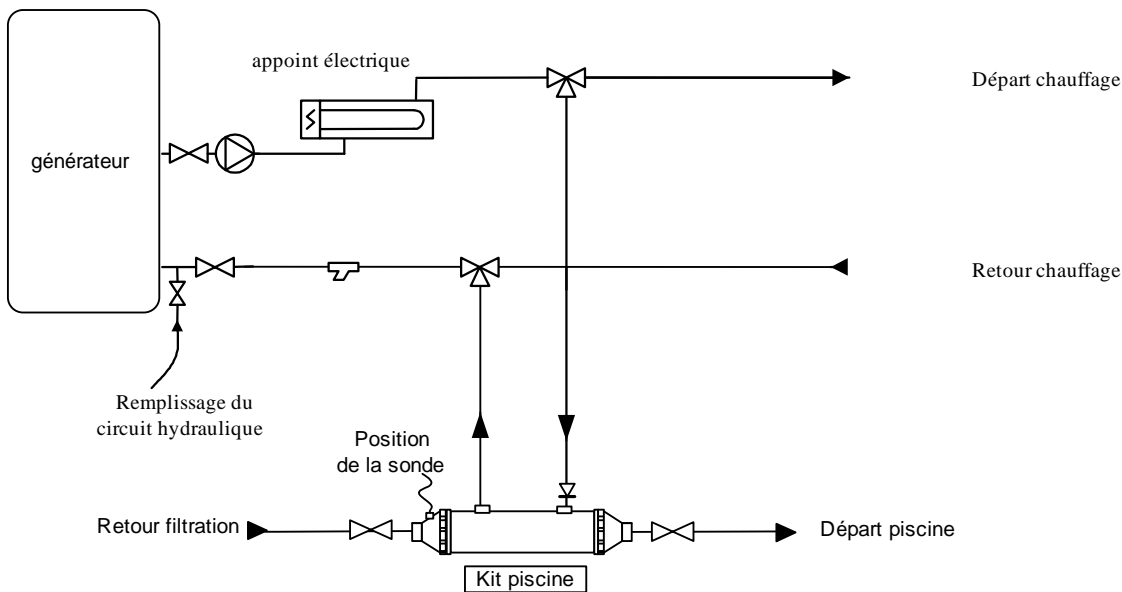 appoint électrique
Départ chauffage
générateur
Retour chauffage
Remplissage du
circuit hydraulique
Position
de la sonde
Retour filtration
Départ piscine
Kit piscine